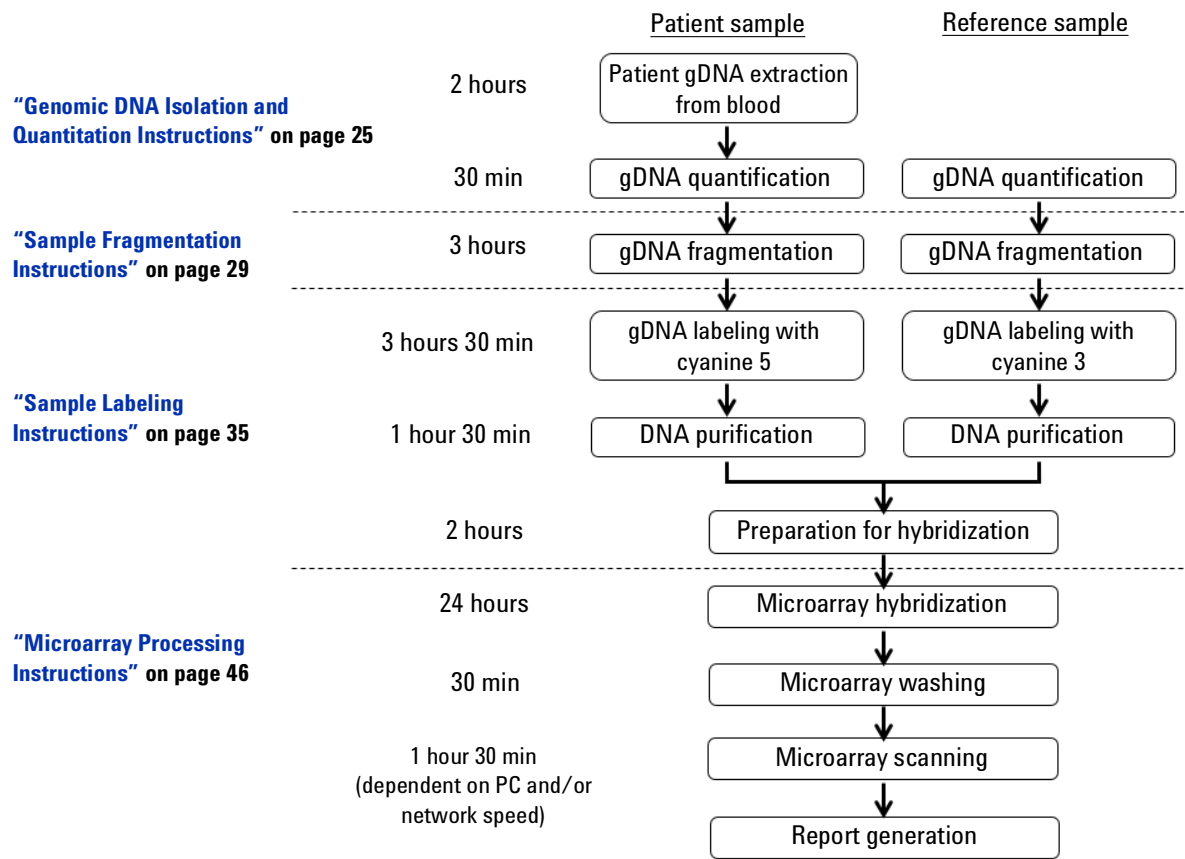 Patient sample
Reference sample
2 hours
Patient gDNA extraction
from blood
“Genomic DNA Isolation and
Quantitation Instructions” on page 25
30 min
gDNA quantification
gDNA quantification
“Sample Fragmentation
Instructions” on page 29
3 hours
gDNA fragmentation
gDNA fragmentation
3 hours 30 min
gDNA labeling with
cyanine 5
gDNA labeling with
cyanine 3
“Sample Labeling
Instructions” on page 35
1 hour 30 min
DNA purification
DNA purification
2 hours
Preparation for hybridization
24 hours
Microarray hybridization
“Microarray Processing
Instructions” on page 46
30 min
Microarray washing
1 hour 30 min
(dependent on PC and/or
network speed)
Microarray scanning
Report generation